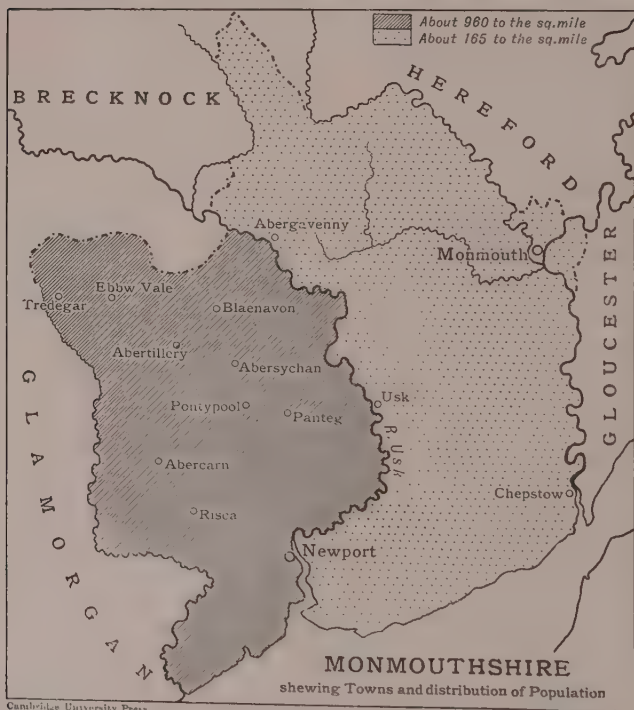 About 960 to the sq. mile
About 165 to the sq. mile
BRECKNOCK
HEREFORD
Abergavenny
Monmouth
GLOUCESTER
Ebbw Vale
Tredegar
Blaenavon
Abertillery
Abersychan
GLAMORGAN
Usk
Pontypool
Panteg
R. Usk
Abercarn
Chepstow
Risca
Newport
MONMOUTHSHIRE
shewing Towns and distribution of Population
Cambridge University Press